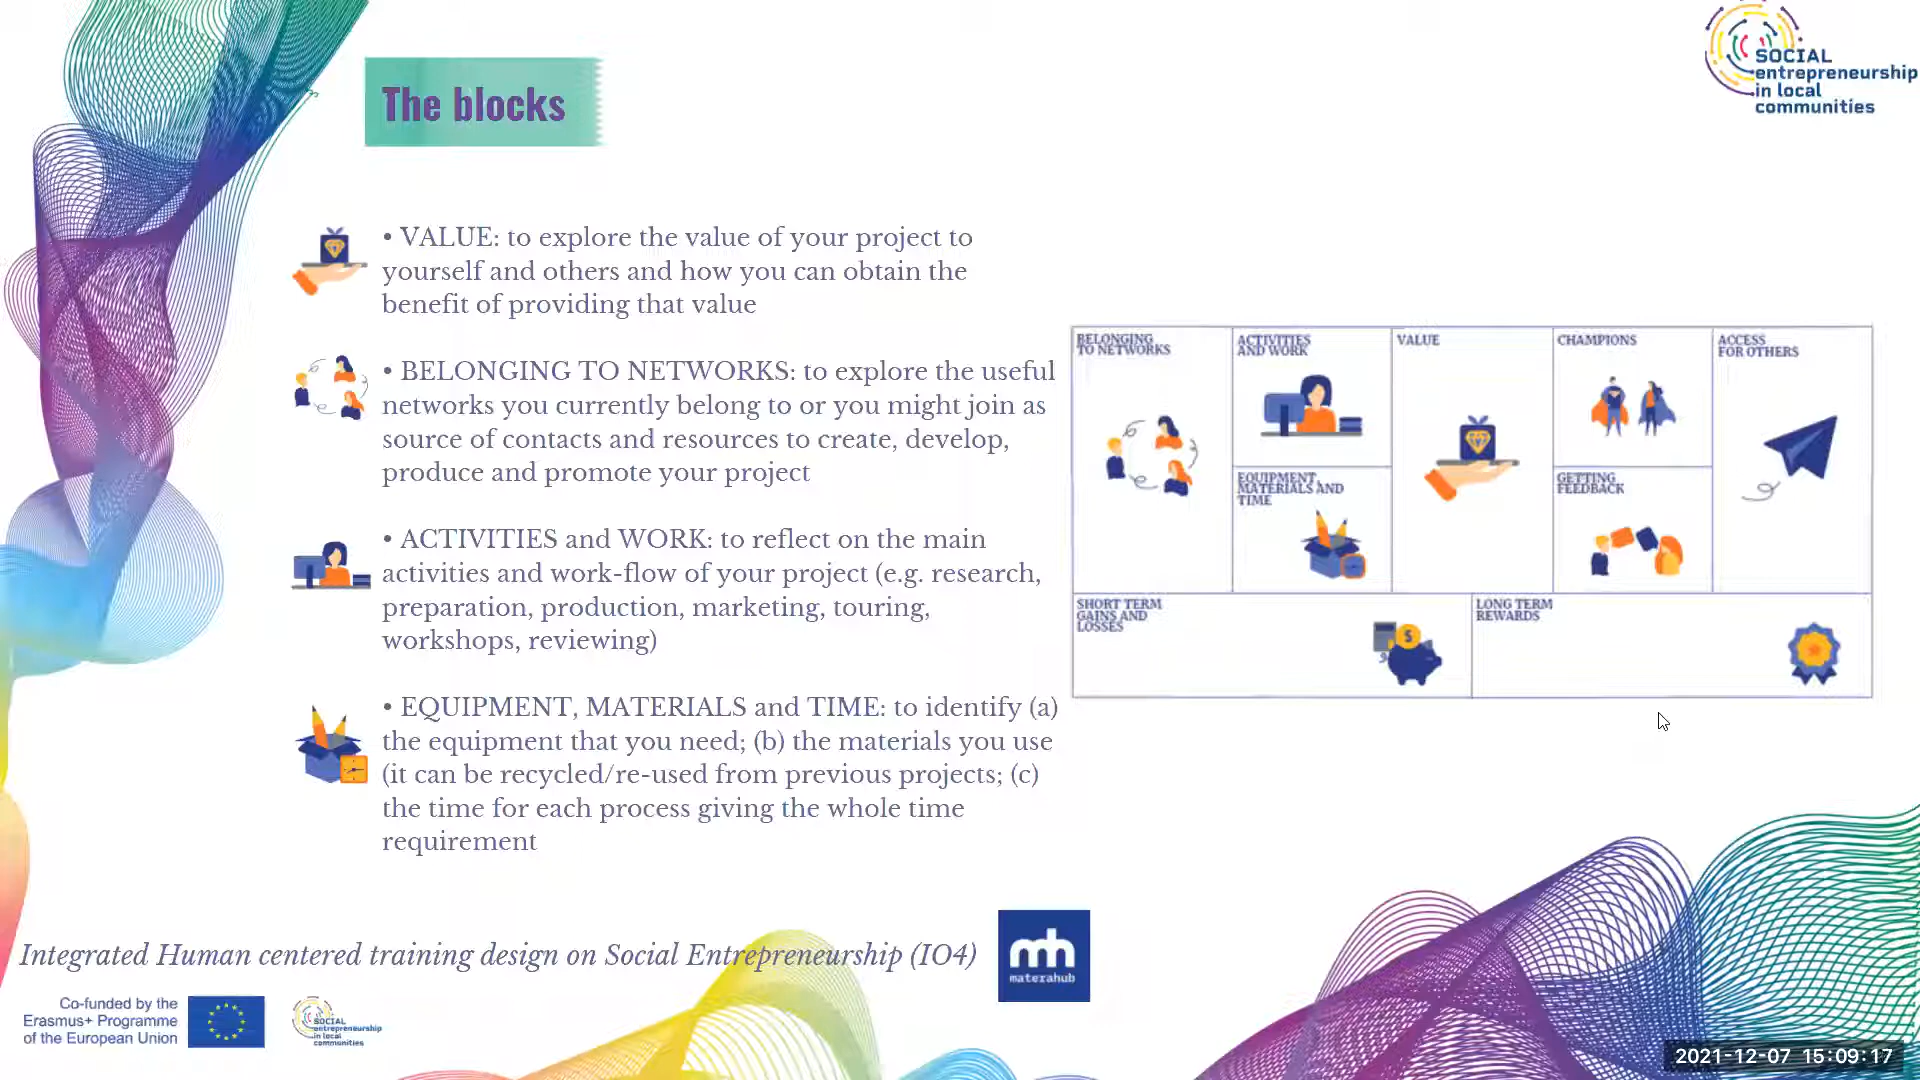 SOCIAL
entrepreneurship
in local
communities
The blocks
• VALUE: to explore the value of your project to
yourself and others and how you can obtain the
benefit of providing that value
• BELONGING TO NETWORKS: to explore the useful
networks you currently belong to or you might join as
source of contacts and resources to create, develop,
produce and promote your project
• ACTIVITIES and WORK: to reflect on the main
activities and work-flow of your project (e.g. research,
preparation, production, marketing, touring,
workshops, reviewing)
• EQUIPMENT, MATERIALS and TIME: to identify (a)
the equipment that you need; (b) the materials you use
(it can be recycled/re-used from previous projects; (c)
the time for each process giving the whole time
requirement
BELONGING
TO NETWORKS
ACTIVITIES
AND WORK
EQUIPMENT,
MATERIALS AND
TIME
VALUE
CHAMPIONS
GETTING
FEEDBACK
ACCESS
FOR OTHERS
SHORT TERM
GAINS AND
LOSSES
$
LONG TERM
REWARDS
Integrated Human centered training design on Social Entrepreneurship (IO4)
mh
materahub
Co-funded by the
Erasmus+ Programme
of the European Union
SOCIAL
entrepreneurship
in local
communities
2021-12-07 15:09:17